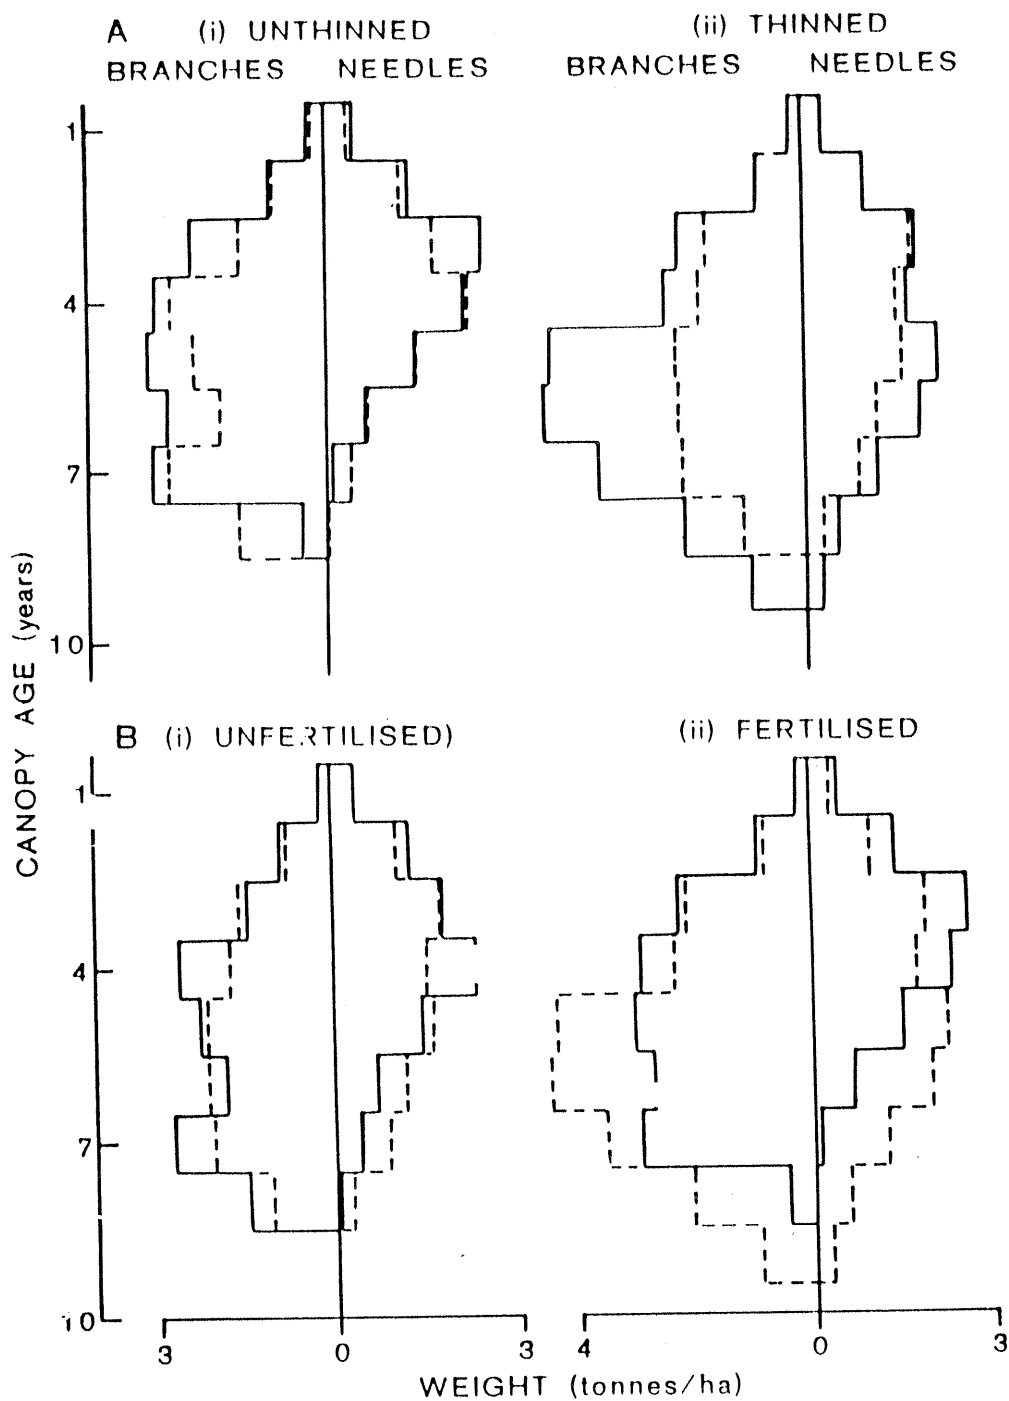 A (i) UNTHINNED
BRANCHES NEEDLES
(ii) THINNED
BRANCHES NEEDLES
1
4
7
10
CANOPY AGE (years)
B (i) UNFERTILISED)
(ii) FERTILISED
1
4
7
10
3 0 3
4 0 3
WEIGHT (tonnes/ha)